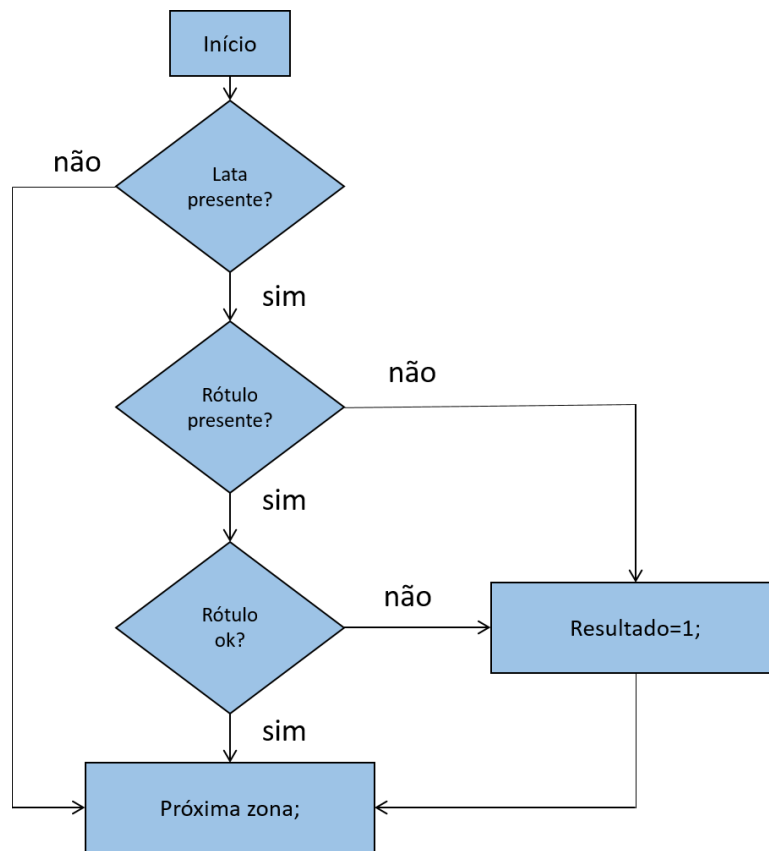 Início
não
Lata
presente?
sim
não
Rótulo
presente?
sim
não
Rótulo
ok?
Resultado=1;
sim
Próxima zona;